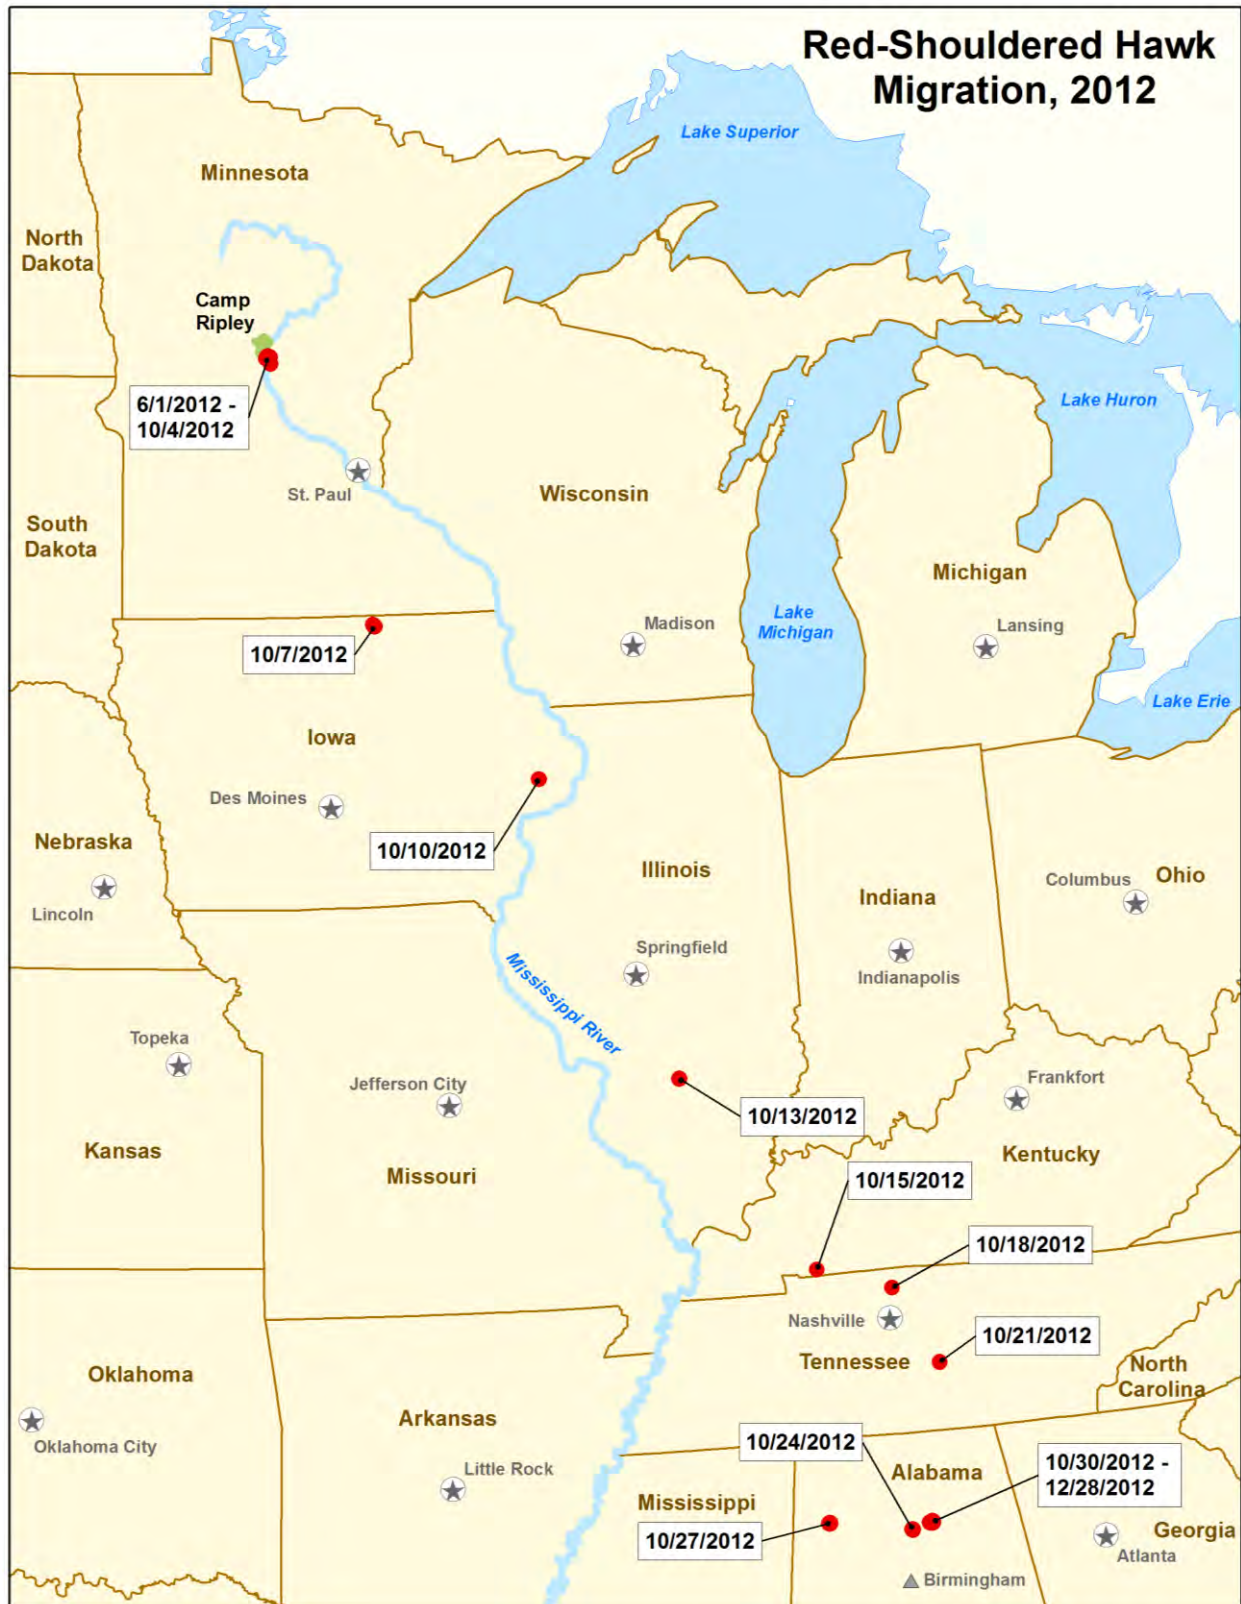 Red-Shouldered Hawk
Migration, 2012
Lake Superior
Minnesota
North
Dakota
Camp
Ripley
6/1/2012 -
10/4/2012
Lake Huron
St. Paul
Wisconsin
South
Dakota
Michigan
Lake
Michigan
Madison
Lansing
10/7/2012
Lake Erie
Iowa
Des Moines
Nebraska
10/10/2012
Illinois
Lincoln
Indiana
Columbus
Ohio
Springfield
Indianapolis
Mississippi River
Topeka
Jefferson City
Frankfort
10/13/2012
Kansas
Missouri
Kentucky
10/15/2012
10/18/2012
Nashville
10/21/2012
Tennessee
North
Carolina
Oklahoma
Oklahoma City
Arkansas
Little Rock
10/24/2012
Alabama
10/30/2012 -
12/28/2012
Mississippi
10/27/2012
Georgia
Atlanta
Birmingham